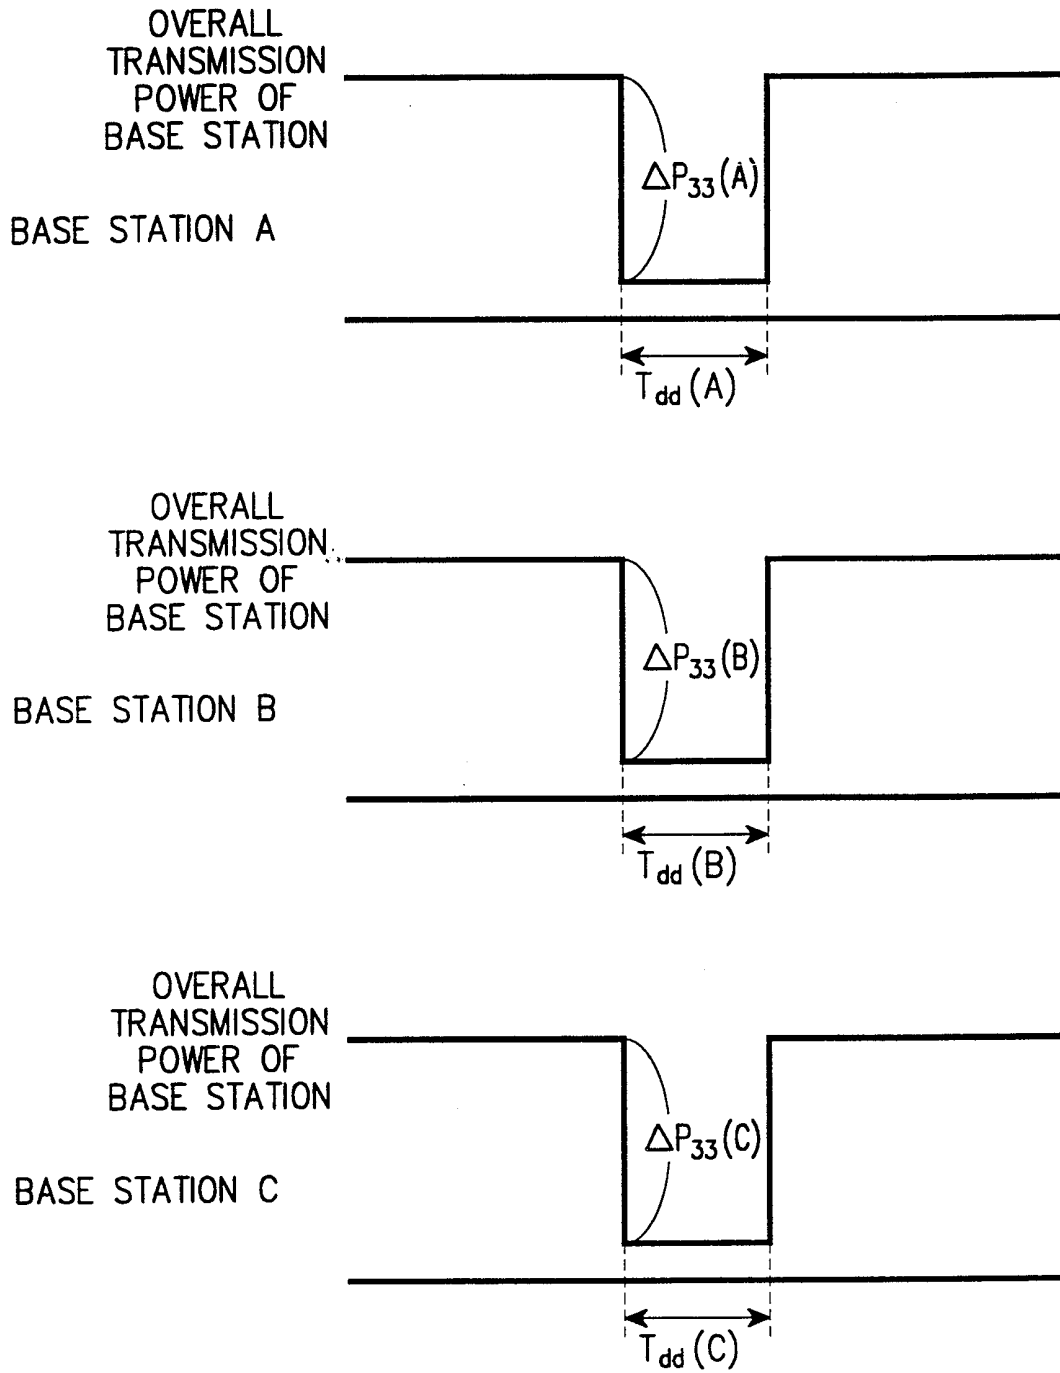 OVERALL
TRANSMISSION
POWER OF
BASE STATION
ΔP33(A)
BASE STATION A
Tdd(A)
OVERALL
TRANSMISSION
POWER OF
BASE STATION
ΔP33(B)
BASE STATION B
Tdd(B)
OVERALL
TRANSMISSION
POWER OF
BASE STATION
ΔP33(C)
BASE STATION C
Tdd(C)